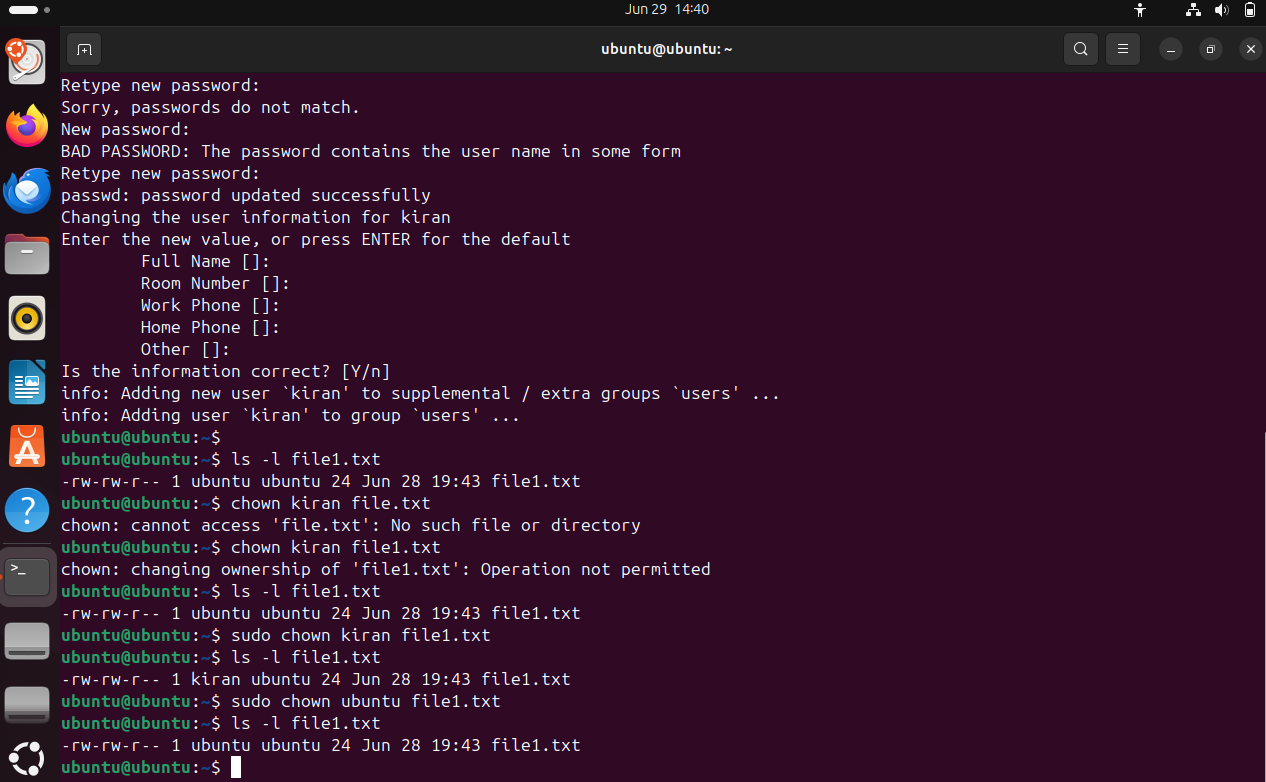 Jun 29 14:40
ubuntu@ubuntu: ~
Retype new password:
Sorry, passwords do not match.
New password:
BAD PASSWORD: The password contains the user name in some form
Retype new password:
passwd: password updated successfully
Changing the user information for kiran
Enter the new value, or press ENTER for the default
        Full Name []:
        Room Number []:
        Work Phone []:
        Home Phone []:
        Other []:
Is the information correct? [Y/n]
info: Adding new user `kiran' to supplemental / extra groups `users' ...
info: Adding user `kiran' to group `users' ...
ubuntu@ubuntu:~$
ubuntu@ubuntu:~$ ls -l file1.txt
-rw-rw-r-- 1 ubuntu ubuntu 24 Jun 28 19:43 file1.txt
ubuntu@ubuntu:~$ chown kiran file.txt
chown: cannot access 'file.txt': No such file or directory
ubuntu@ubuntu:~$ chown kiran file1.txt
chown: changing ownership of 'file1.txt': Operation not permitted
ubuntu@ubuntu:~$ ls -l file1.txt
-rw-rw-r-- 1 ubuntu ubuntu 24 Jun 28 19:43 file1.txt
ubuntu@ubuntu:~$ sudo chown kiran file1.txt
ubuntu@ubuntu:~$ ls -l file1.txt
-rw-rw-r-- 1 kiran ubuntu 24 Jun 28 19:43 file1.txt
ubuntu@ubuntu:~$ sudo chown ubuntu file1.txt
ubuntu@ubuntu:~$ ls -l file1.txt
-rw-rw-r-- 1 ubuntu ubuntu 24 Jun 28 19:43 file1.txt
ubuntu@ubuntu:~$